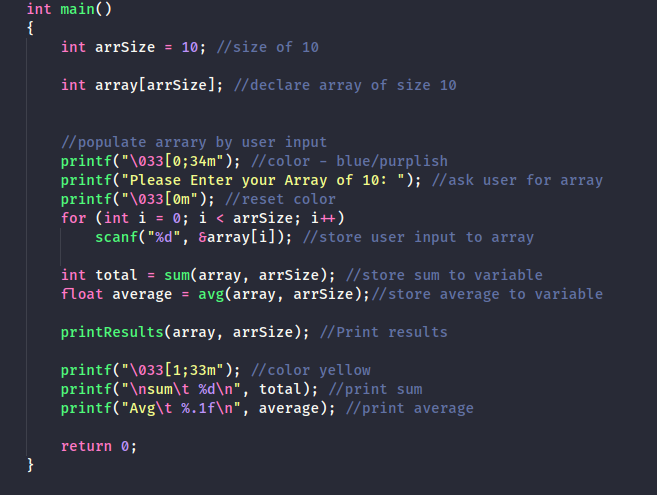 int main()
{
    int arrSize = 10; //size of 10
    int array[arrSize]; //declare array of size 10
    //populate arrary by user input
    printf("\033[0;34m"); //color - blue/purplish
    printf("Please Enter your Array of 10: "); //ask user for array
    printf("\033[0m"); //reset color
    for (int i = 0; i < arrSize; i++)
        scanf("%d", &array[i]); //store user input to array
    int total = sum(array, arrSize); //store sum to variable
    float average = avg(array, arrSize);//store average to variable
    printResults(array, arrSize); //Print results
    printf("\033[1;33m"); //color yellow
    printf("\nsum\t %d\n", total); //print sum
    printf("Avg\t %.1f\n", average); //print average
    return 0;
}